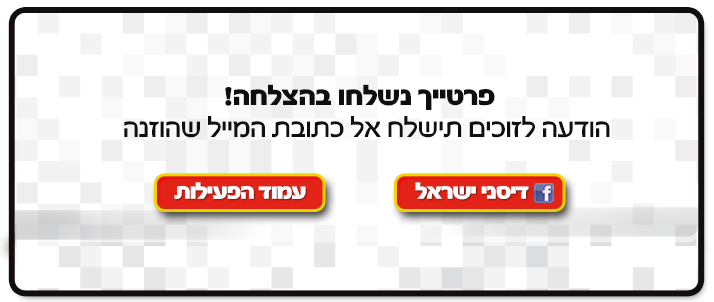 פרטייך נשלחו בהצלחה!
הודעה לזוכים תישלח אל כתובת המייל שהוזנה
דיסני ישראל
עמוד הפעילות